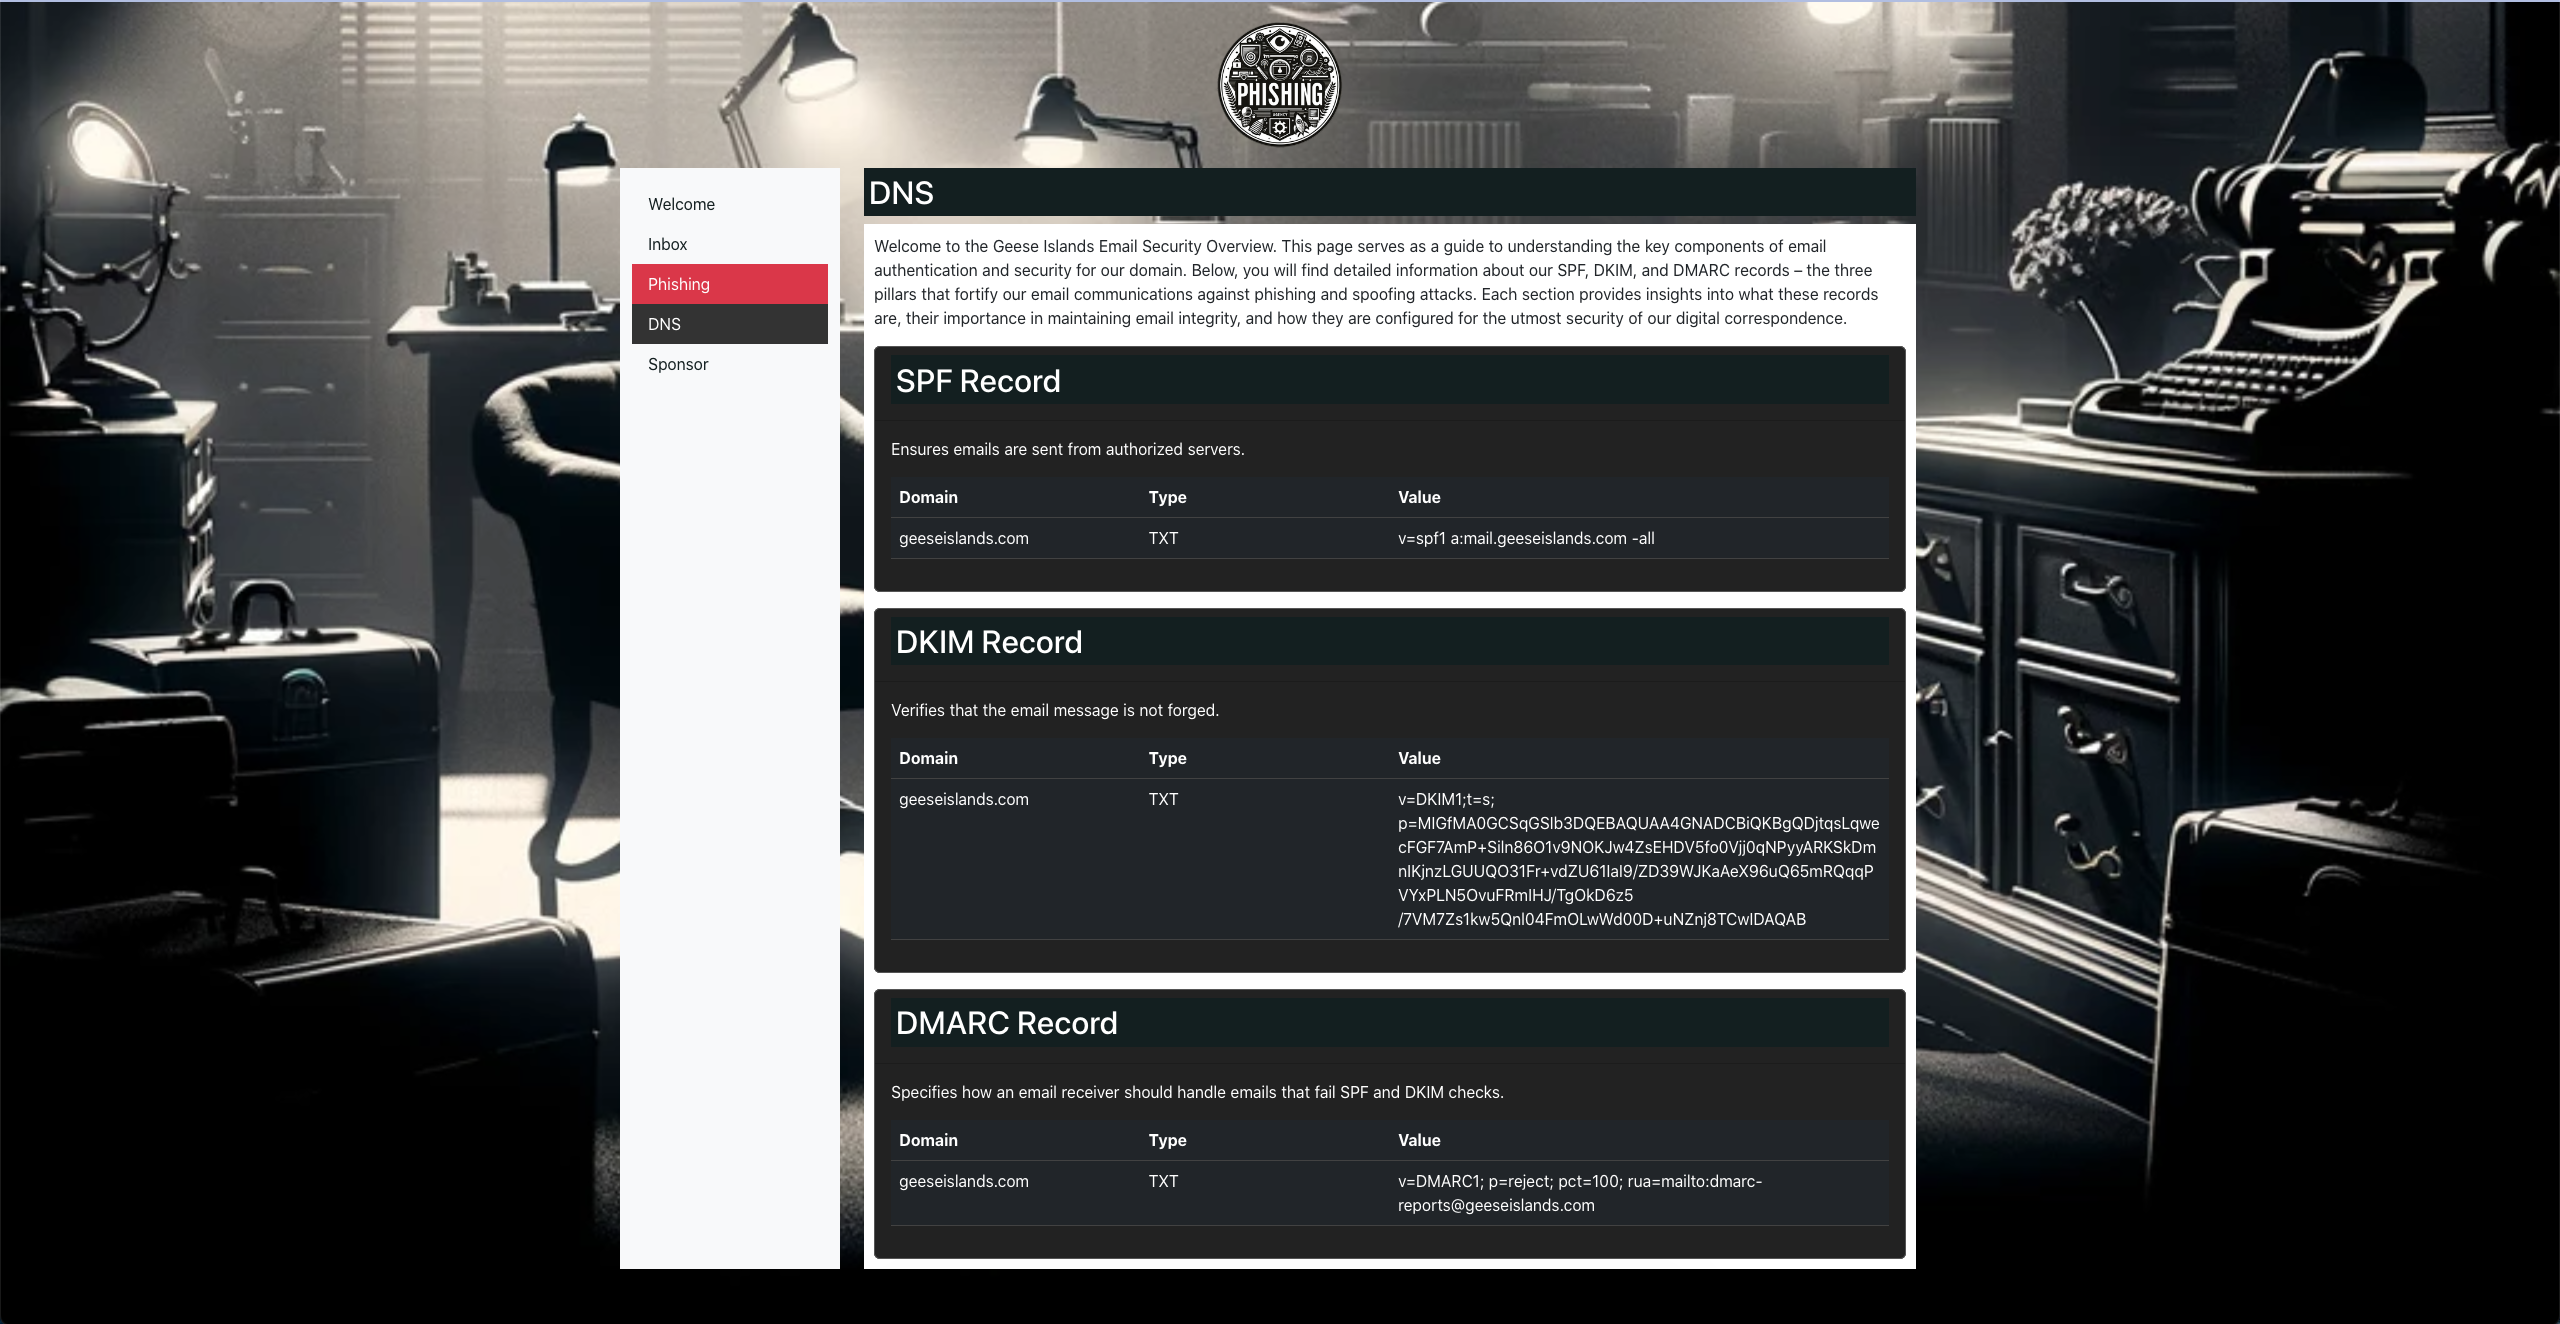 PHISHING
Welcome
Inbox
Phishing
DNS
Sponsor
DNS
Welcome to the Geese Islands Email Security Overview. This page serves as a guide to understanding the key components of email
authentication and security for our domain. Below, you will find detailed information about our SPF, DKIM, and DMARC records – the three
pillars that fortify our email communications against phishing and spoofing attacks. Each section provides insights into what these records
are, their importance in maintaining email integrity, and how they are configured for the utmost security of our digital correspondence.
SPF Record
Ensures emails are sent from authorized servers.
Domain Type Value
geeseislands.com TXT v=spf1 a:mail.geeseislands.com -all
DKIM Record
Verifies that the email message is not forged.
Domain Type Value
geeseislands.com TXT v=DKIM1;t=s;
p=MIGfMA0GCSqGSIb3DQEBAQUAA4GNADCBiQKBgQDjtqsLqwe
cFGF7AmP+Siln86O1v9NOKJw4ZsEHDV5fo0Vjj0qNPyyARKSkDm
nIKjnzLGUUQO31Fr+vdZU61IaI9/ZD39WJKaAeX96uQ65mRQqqP
VYxPLN5OvuFRmIHJ/TgOkD6z5
/7VM7Zs1kw5Qnl04FmOLwWd00D+uNZnj8TCwIDAQAB
DMARC Record
Specifies how an email receiver should handle emails that fail SPF and DKIM checks.
Domain Type Value
geeseislands.com TXT v=DMARC1; p=reject; pct=100; rua=mailto:dmarc-
reports@geeseislands.com